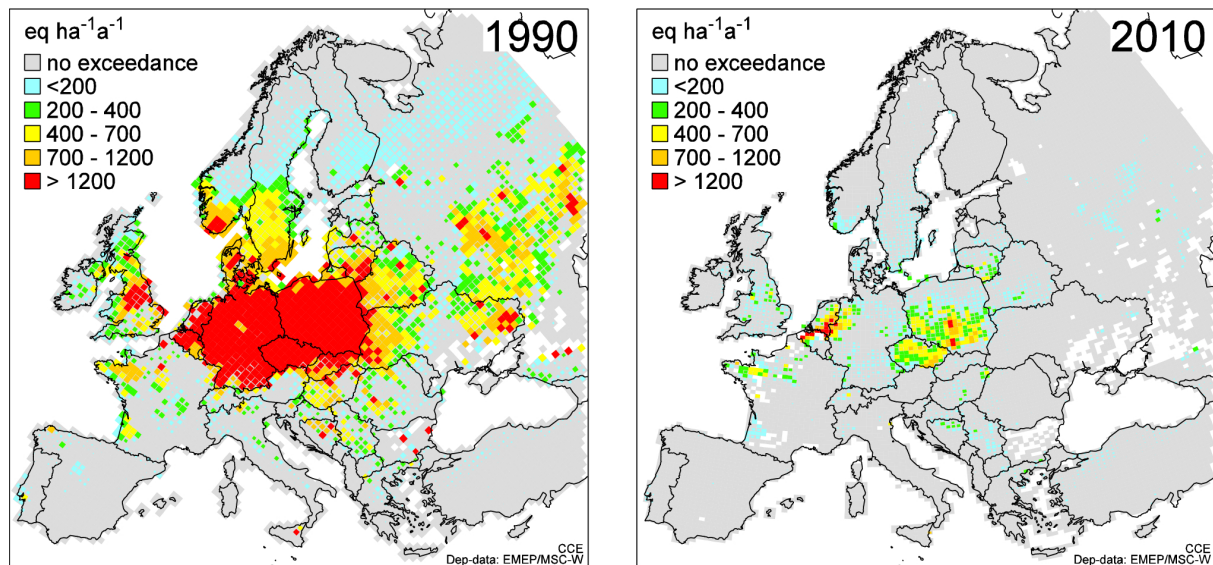 eq ha⁻¹a⁻¹
1990
no exceedance
<200
200 - 400
400 - 700
700 - 1200
> 1200
CCE
Dep-data: EMEP/MSC-W
eq ha⁻¹a⁻¹
2010
no exceedance
<200
200 - 400
400 - 700
700 - 1200
> 1200
CCE
Dep-data: EMEP/MSC-W